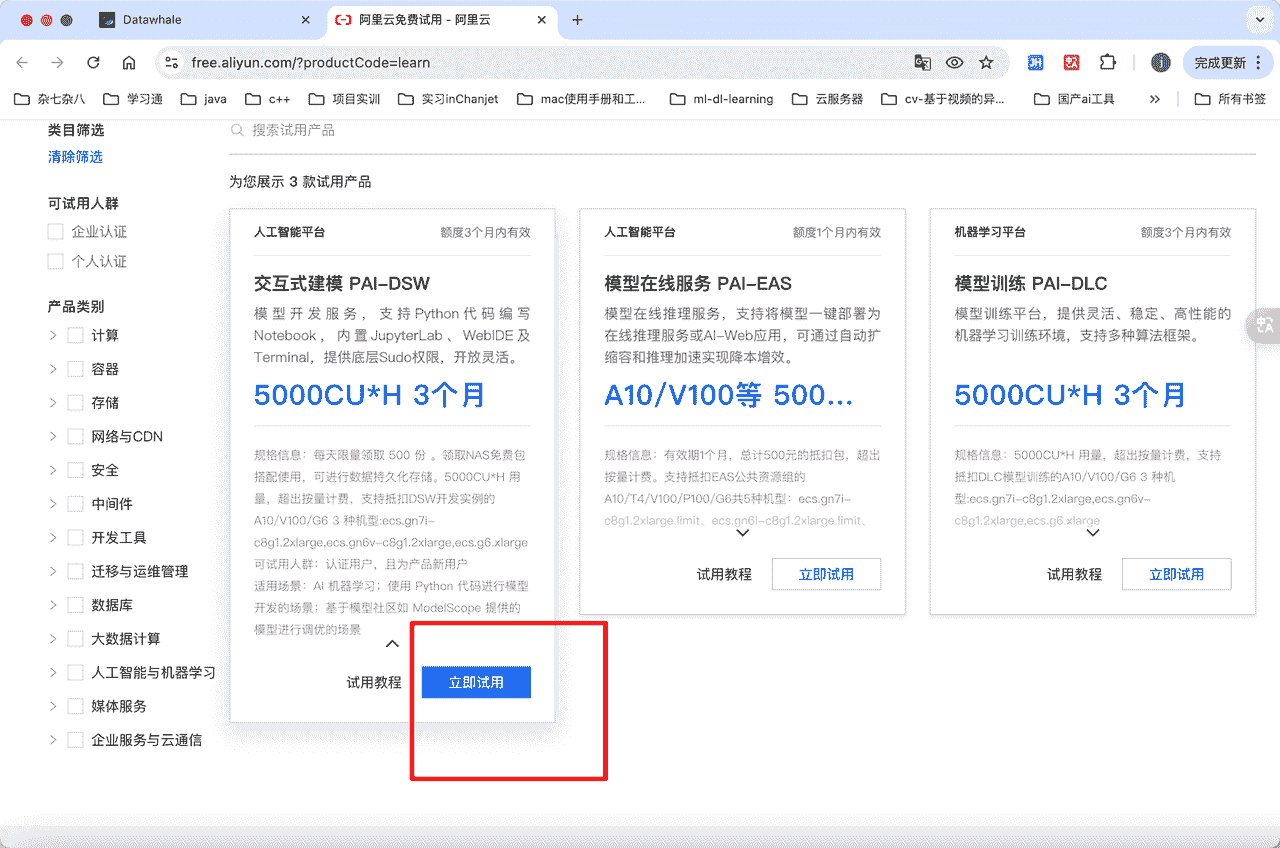 Datawhale
阿里云免费试用 - 阿里云
free.aliyun.com/?productCode=learn
完成更新
杂七杂八
学习通
java
c++
项目实训
实习inChanjet
mac使用手册和工...
ml-dl-learning
云服务器
cv-基于视频的异...
国产ai工具
所有书签
类目筛选
清除筛选
可试用人群
企业认证
个人认证
产品类别
计算
容器
存储
网络与CDN
安全
中间件
开发工具
迁移与运维管理
数据库
大数据计算
人工智能与机器学习
媒体服务
企业服务与云通信
搜索试用产品
为您展示 3 款试用产品
人工智能平台
额度3个月内有效
交互式建模 PAI-DSW
模型开发服务，支持Python代码编写
Notebook，内置JupyterLab、WebIDE及
Terminal，提供底层Sudo权限，开放灵活。
5000CU*H 3个月
规格信息：每天限量领取 500 份 。领取NAS免费包
搭配使用，可进行数据持久化存储。5000CU*H 用
量，超出按量计费，支持抵扣DSW开发实例的
A10/V100/G6 3 种机型:ecs.gn7i-
c8g1.2xlarge,ecs.gn6v-c8g1.2xlarge,ecs.g6.xlarge
可试用人群：认证用户，且为产品新用户
适用场景：AI 机器学习；使用 Python 代码进行模型
开发的场景；基于模型社区如 ModelScope 提供的
模型进行调优的场景
试用教程
立即试用
人工智能平台
额度1个月内有效
模型在线服务 PAI-EAS
模型在线推理服务，支持将模型一键部署为
在线推理服务或AI-Web应用，可通过自动扩
缩容和推理加速实现降本增效。
A10/V100等 500...
规格信息：有效期1个月，总计500元的抵扣包，超出
按量计费。支持抵扣EAS公共资源组的
A10/T4/V100/P100/G6共5种机型：ecs.gn7i-
c8g1.2xlarge.limit、ecs.gn6i-c8g1.2xlarge.limit、
试用教程
立即试用
机器学习平台
额度3个月内有效
模型训练 PAI-DLC
模型训练平台，提供灵活、稳定、高性能的
机器学习训练环境，支持多种算法框架。
5000CU*H 3个月
规格信息：5000CU*H 用量，超出按量计费，支持
抵扣DLC模型训练的A10/V100/G6 3 种机
型:ecs.gn7i-c8g1.2xlarge,ecs.gn6v-
c8g1.2xlarge,ecs.g6.xlarge
试用教程
立即试用